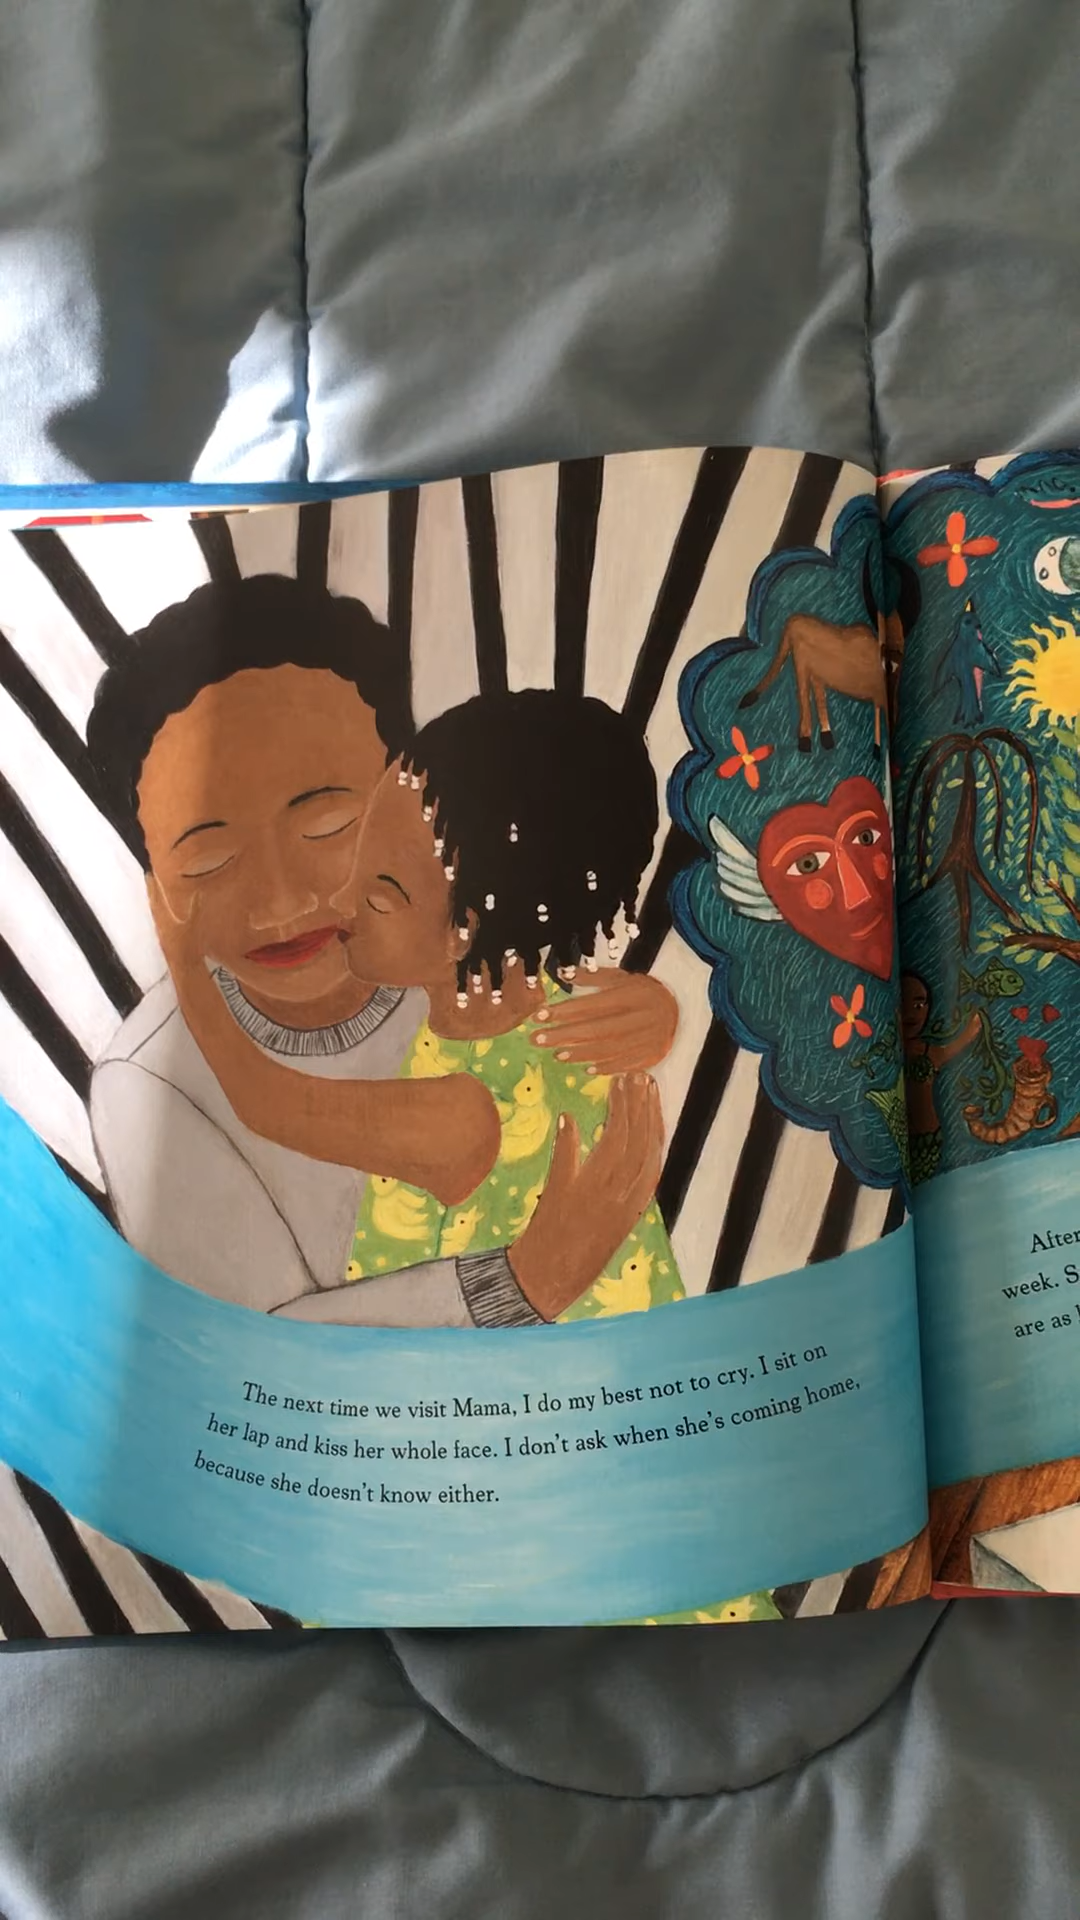 The next time we visit Mama, I do my best not to cry. I sit on
her lap and kiss her whole face. I don't ask when she's coming home,
because she doesn't know either.
After
week. S
are as